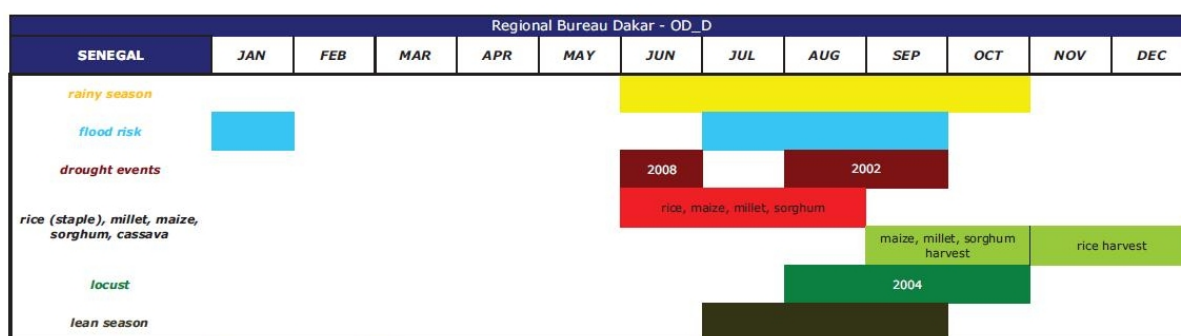 Regional Bureau Dakar - OD_D
SENEGAL JAN FEB MAR APR MAY JUN JUL AUG SEP OCT NOV DEC
rainy season
flood risk
drought events 2008 2002
rice (staple), millet, maize,
sorghum, cassava
rice, maize, millet, sorghum
maize, millet, sorghum
harvest
rice harvest
locust 2004
lean season